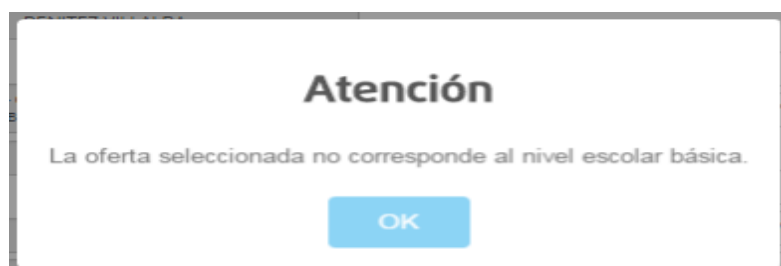 Atención
La oferta seleccionada no corresponde al nivel escolar básica.
OK